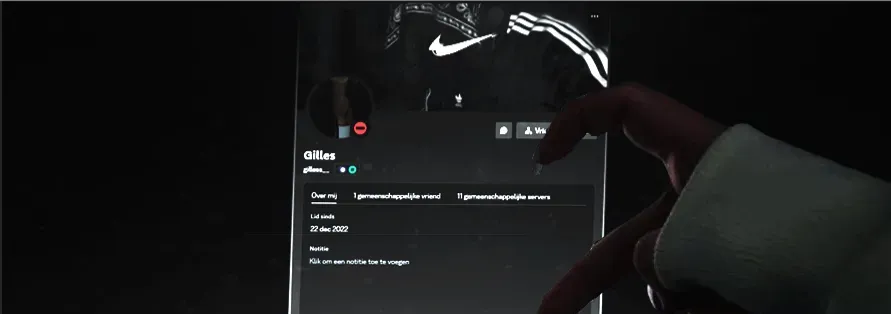 Gilles
Over mij
1 gemeenschappelijke vriend
11 gemeenschappelijke servers
Lid sinds
22 dec 2022
Notitie
Klik om een notitie toe te voegen